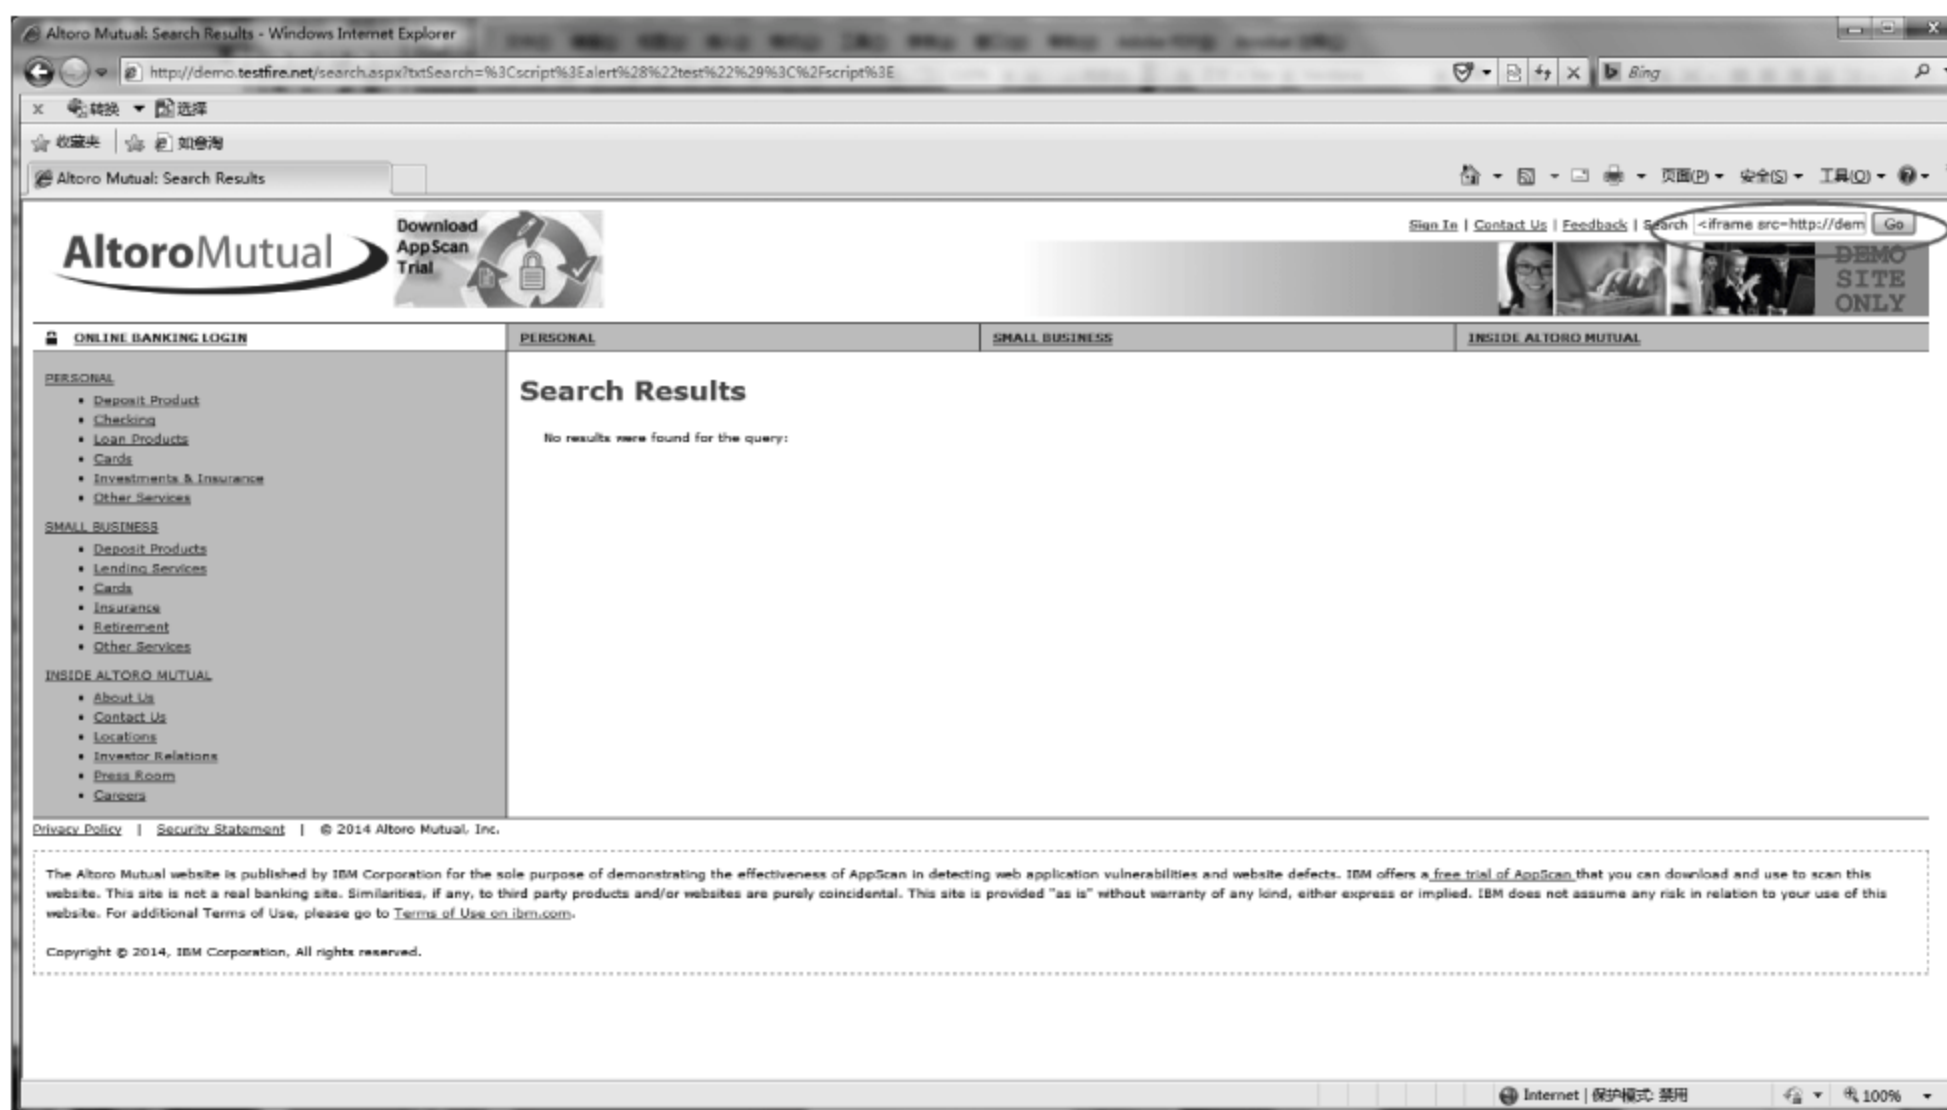 Altoro Mutual: Search Results - Windows Internet Explorer
http://demo.testfire.net/search.aspx?txtSearch=%3Cscript%3Ealert%28%22test%22%29%3C%2Fscript%3E
Bing
x 转换 选择
收藏夹 如意淘
Altoro Mutual: Search Results
页面(P) 安全(S) 工具(O)
AltoroMutual
Download
AppScan
Trial
Sign In | Contact Us | Feedback | Search <iframe src=http://dem Go
DEMO
SITE
ONLY
ONLINE BANKING LOGIN
PERSONAL
SMALL BUSINESS
INSIDE ALTORO MUTUAL
PERSONAL
• Deposit Product
• Checking
• Loan Products
• Cards
• Investments & Insurance
• Other Services
SMALL BUSINESS
• Deposit Products
• Lending Services
• Cards
• Insurance
• Retirement
• Other Services
INSIDE ALTORO MUTUAL
• About Us
• Contact Us
• Locations
• Investor Relations
• Press Room
• Careers
Search Results
No results were found for the query:
Privacy Policy | Security Statement | © 2014 Altoro Mutual, Inc.
The Altoro Mutual website is published by IBM Corporation for the sole purpose of demonstrating the effectiveness of AppScan in detecting web application vulnerabilities and website defects. IBM offers a free trial of AppScan that you can download and use to scan this
website. This site is not a real banking site. Similarities, if any, to third party products and/or websites are purely coincidental. This site is provided "as is" without warranty of any kind, either express or implied. IBM does not assume any risk in relation to your use of this
website. For additional Terms of Use, please go to Terms of Use on ibm.com.
Copyright © 2014, IBM Corporation, All rights reserved.
Internet | 保护模式: 禁用
100%